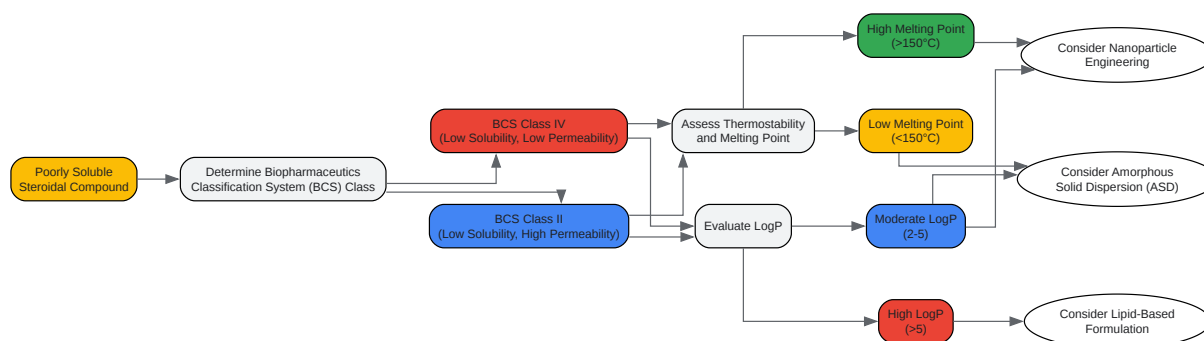 Poorly Soluble
Steroidal Compound
Determine Biopharmaceutics
Classification System (BCS) Class
BCS Class IV
(Low Solubility, Low Permeability)
BCS Class II
(Low Solubility, High Permeability)
Assess Thermostability
and Melting Point
Evaluate LogP
High Melting Point
(>150°C)
Low Melting Point
(<150°C)
Moderate LogP
(2-5)
High LogP
(>5)
Consider Nanoparticle
Engineering
Consider Amorphous
Solid Dispersion (ASD)
Consider Lipid-Based
Formulation